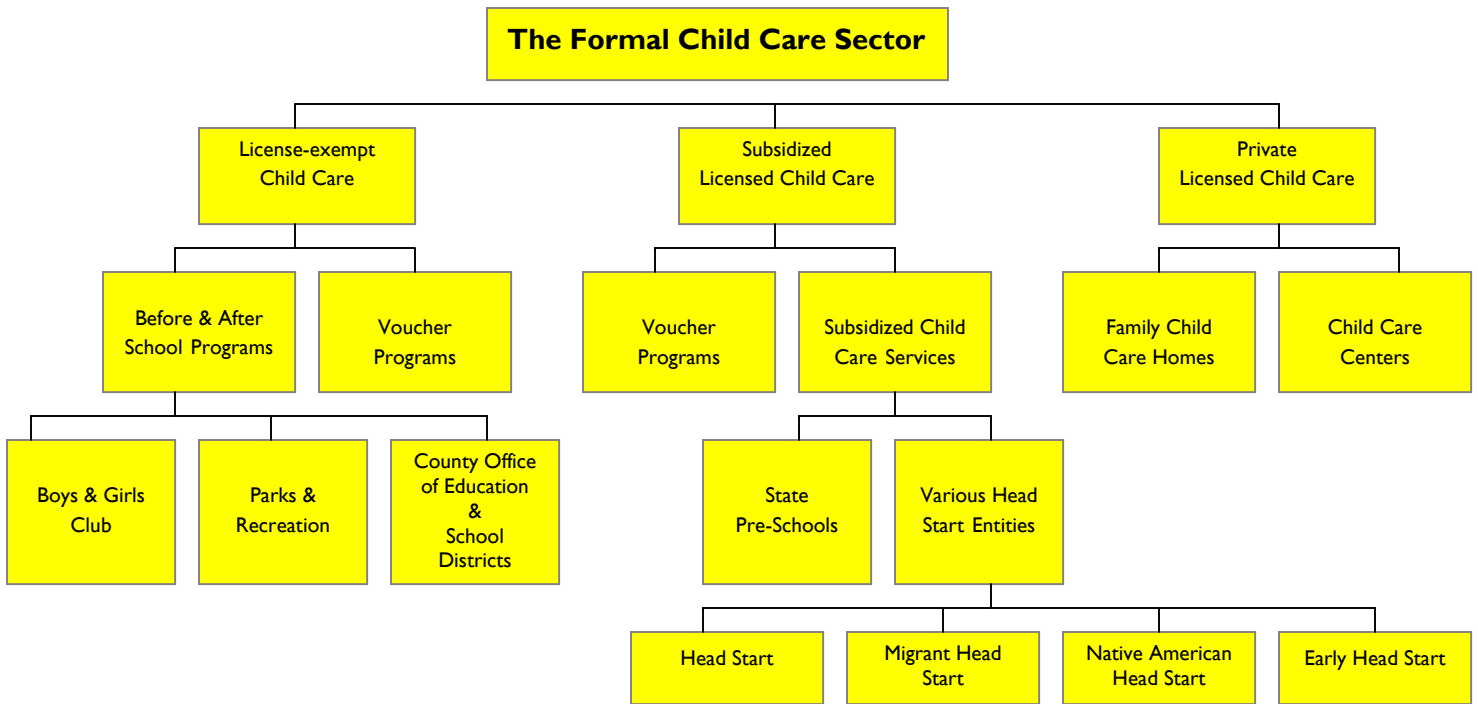 The Formal Child Care Sector
License-exempt
Child Care
Subsidized
Licensed Child Care
Private
Licensed Child Care
Before & After
School Programs
Voucher
Programs
Voucher
Programs
Subsidized Child
Care Services
Family Child
Care Homes
Child Care
Centers
Boys & Girls
Club
Parks &
Recreation
County Office
of Education
&
School
Districts
State
Pre-Schools
Various Head
Start Entities
Head Start
Migrant Head
Start
Native American
Head Start
Early Head Start